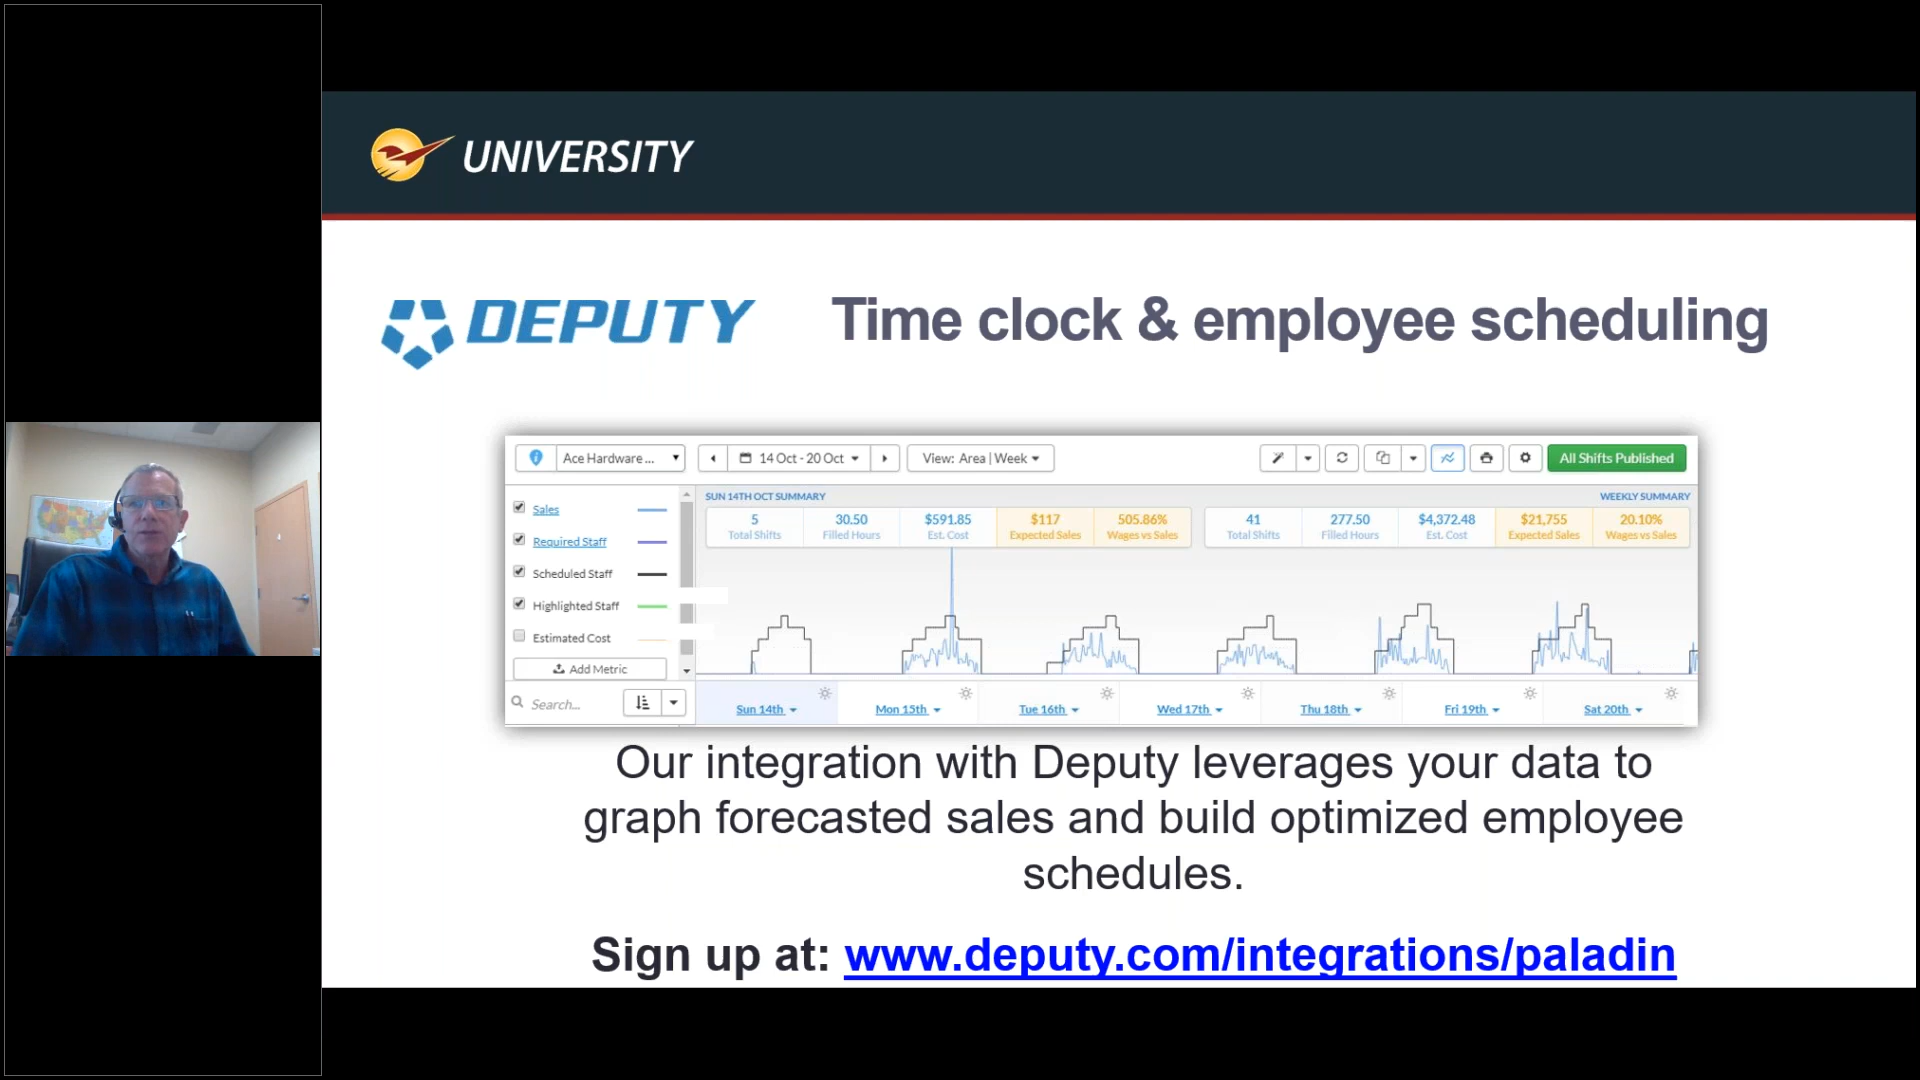 UNIVERSITY
DEPUTY
Time clock & employee scheduling
Ace Hardware ...
14 Oct - 20 Oct
View: Area | Week
All Shifts Published
Sales
Required Staff
Scheduled Staff
Highlighted Staff
Estimated Cost
Add Metric
Search...
SUN 14TH OCT SUMMARY
WEEKLY SUMMARY
5 30.50 $591.85 $117 505.86% 41 277.50 $4,372.48 $21,755 20.10%
Total Shifts Filled Hours Est. Cost Expected Sales Wages vs Sales Total Shifts Filled Hours Est. Cost Expected Sales Wages vs Sales
Sun 14th Mon 15th Tue 16th Wed 17th Thu 18th Fri 19th Sat 20th
Our integration with Deputy leverages your data to
graph forecasted sales and build optimized employee
schedules.
Sign up at: www.deputy.com/integrations/paladin